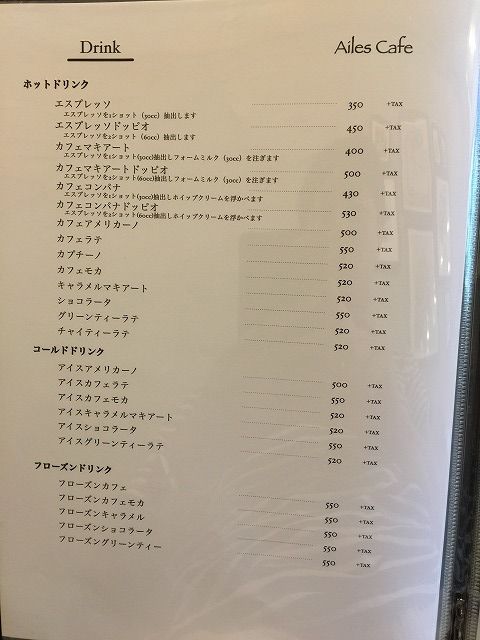 Drink
Ailes Cafe
ホットドリンク
エスプレッソ 350 +TAX
エスプレッソを1ショット（30cc）抽出します
エスプレッソドッピオ 450 +TAX
エスプレッソを2ショット（60cc）抽出します
カフェマキアート 400 +TAX
エスプレッソを1ショット(30cc)抽出しフォームミルク（30cc）を注ぎます
カフェマキアートドッピオ 500 +TAX
エスプレッソを2ショット(60cc)抽出しフォームミルク（30cc）を注ぎます
カフェコンパナ 430 +TAX
エスプレッソを1ショット(30cc)抽出しホイップクリームを浮かべます
カフェコンパナドッピオ 530 +TAX
エスプレッソを2ショット(60cc)抽出しホイップクリームを浮かべます
カフェアメリカーノ 500 +TAX
カフェラテ 550 +TAX
カプチーノ 520 +TAX
カフェモカ 520 +TAX
キャラメルマキアート 520 +TAX
ショコラータ 550 +TAX
グリーンティーラテ 520 +TAX
チャイティーラテ 520 +TAX
コールドドリンク
アイスアメリカーノ 500 +TAX
アイスカフェラテ 550 +TAX
アイスカフェモカ 520 +TAX
アイスキャラメルマキアート 520 +TAX
アイスショコラータ 550 +TAX
アイスグリーンティーラテ 520 +TAX
フローズンドリンク
フローズンカフェ 550 +TAX
フローズンカフェモカ 550 +TAX
フローズンキャラメル 550 +TAX
フローズンショコラータ 550 +TAX
フローズングリーンティー 550 +TAX